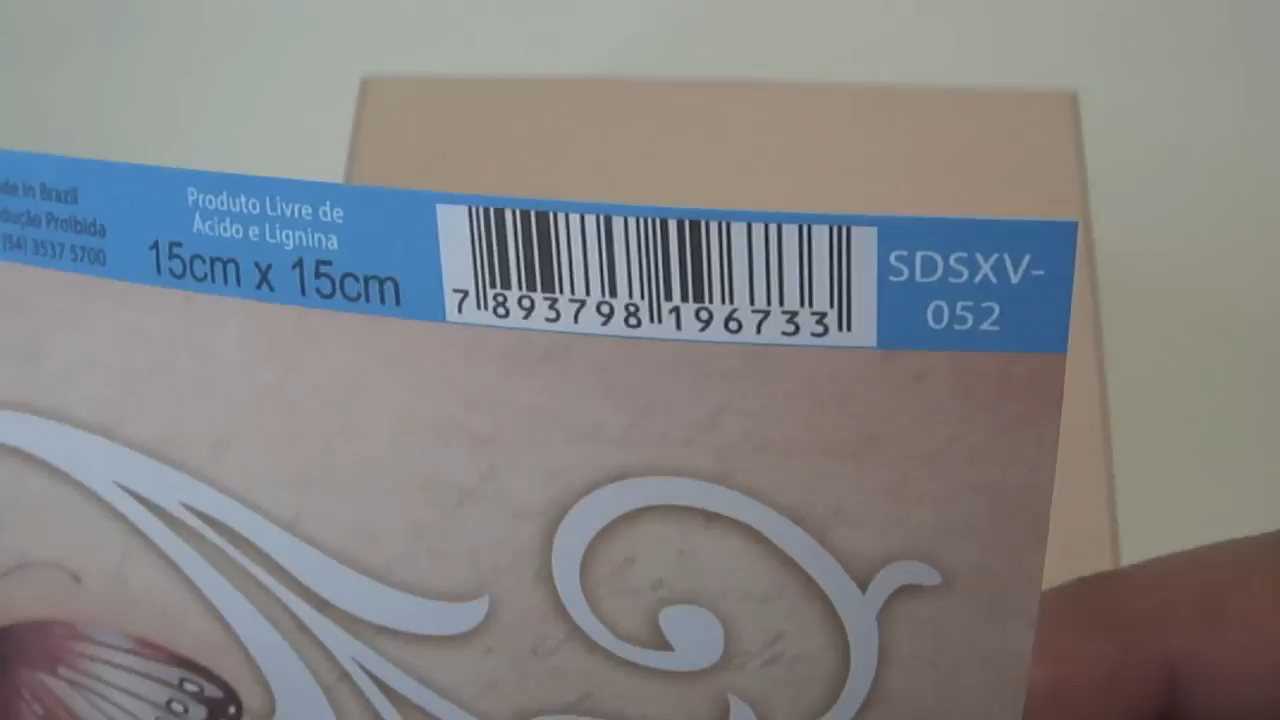 de in Brazil
dução Proibida
(54) 3537 5700
Produto Livre de
Ácido e Lignina
15cm x 15cm
7 893798 196733
SDSXV-
052